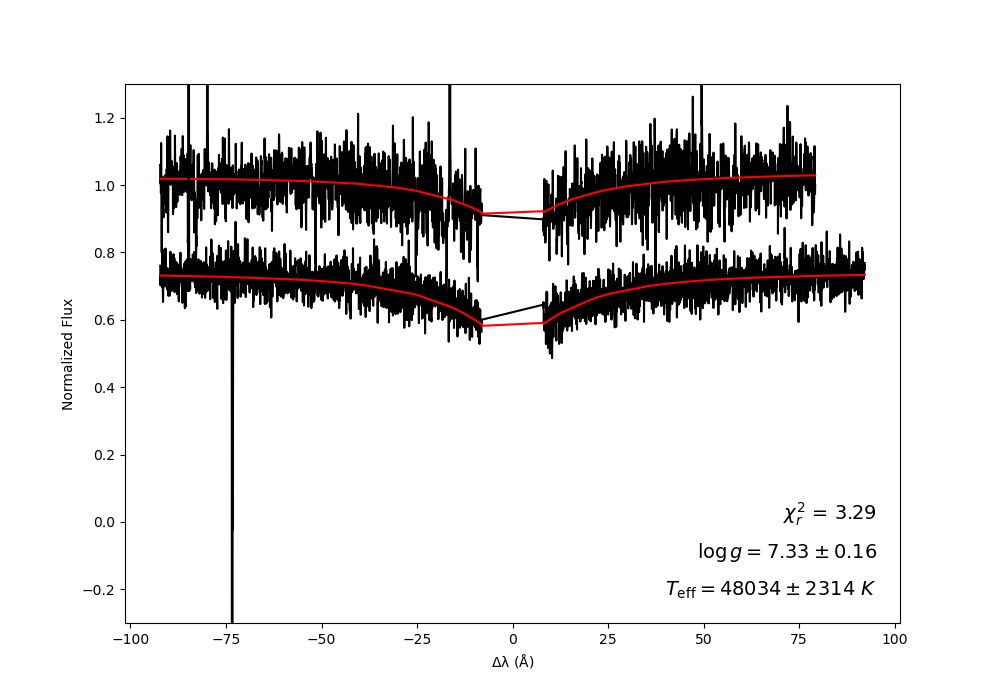 1.2
1.0
0.8
0.6
0.4
0.2
0.0
−0.2
Normalized Flux
χ²ᵣ = 3.29
log g = 7.33 ± 0.16
T_eff = 48034 ± 2314 K
−100 −75 −50 −25 0 25 50 75 100
Δλ (Å)